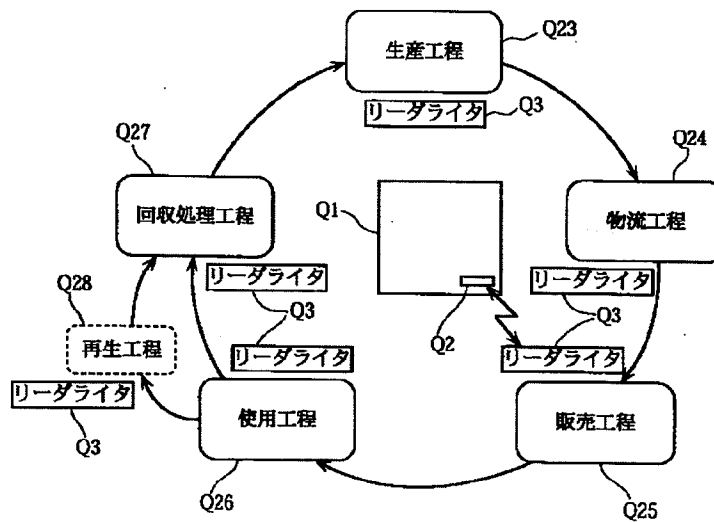 Q23
生産工程
リーダライタ
Q3
Q27
Q24
回収処理工程
Q1
物流工程
リーダライタ
リーダライタ
Q28
Q3
Q3
Q2
再生工程
リーダライタ
リーダライタ
リーダライタ
使用工程
販売工程
Q3
Q26
Q25